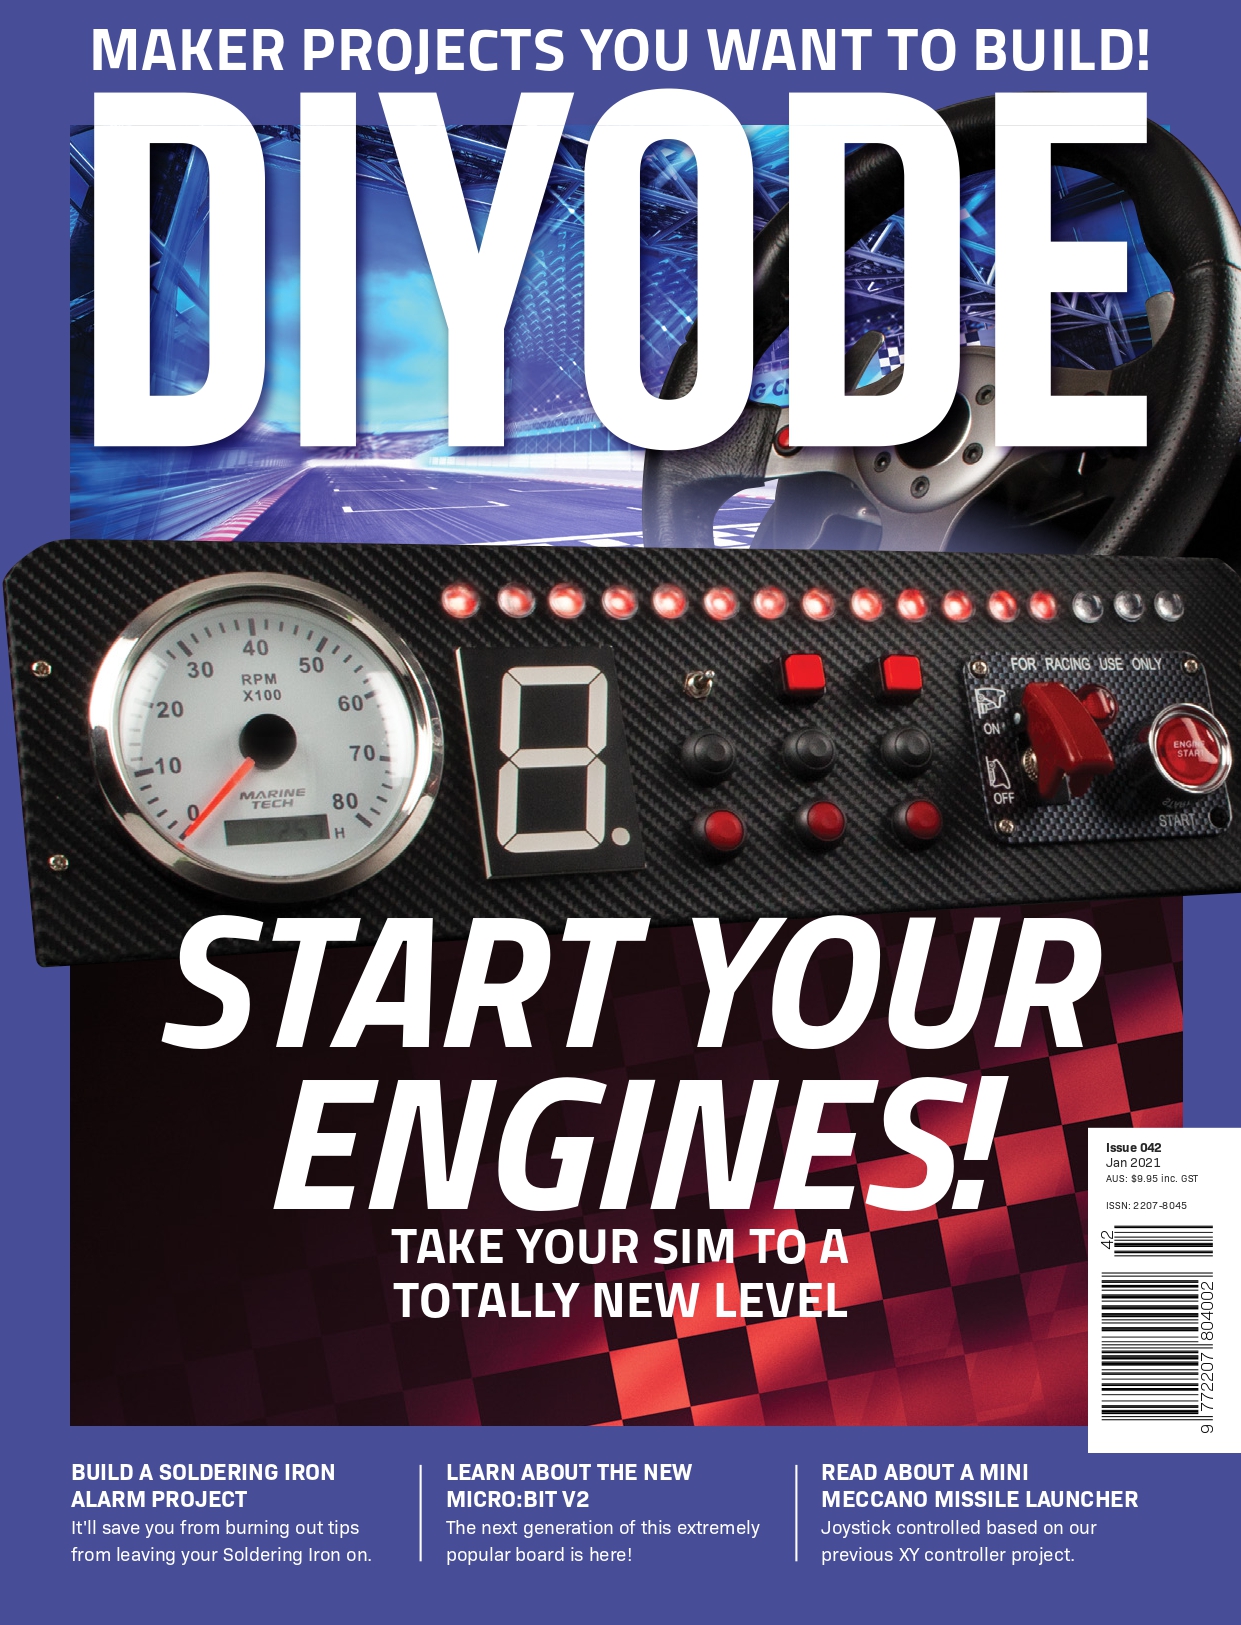 MAKER PROJECTS YOU WANT TO BUILD!
DIYODE
G C
0
10
20
30
40
50
60
70
80
RPM
X100
MARINE
TECH
H
FOR RACING USE ONLY
ON
OFF
ENGINE
START
START
START YOUR
ENGINES!
TAKE YOUR SIM TO A
TOTALLY NEW LEVEL
Issue 042
Jan 2021
AUS: $9.95 inc. GST
ISSN: 2207-8045
42
9 772207 804002
BUILD A SOLDERING IRON
ALARM PROJECT
It'll save you from burning out tips
from leaving your Soldering Iron on.
LEARN ABOUT THE NEW
MICRO:BIT V2
The next generation of this extremely
popular board is here!
READ ABOUT A MINI
MECCANO MISSILE LAUNCHER
Joystick controlled based on our
previous XY controller project.